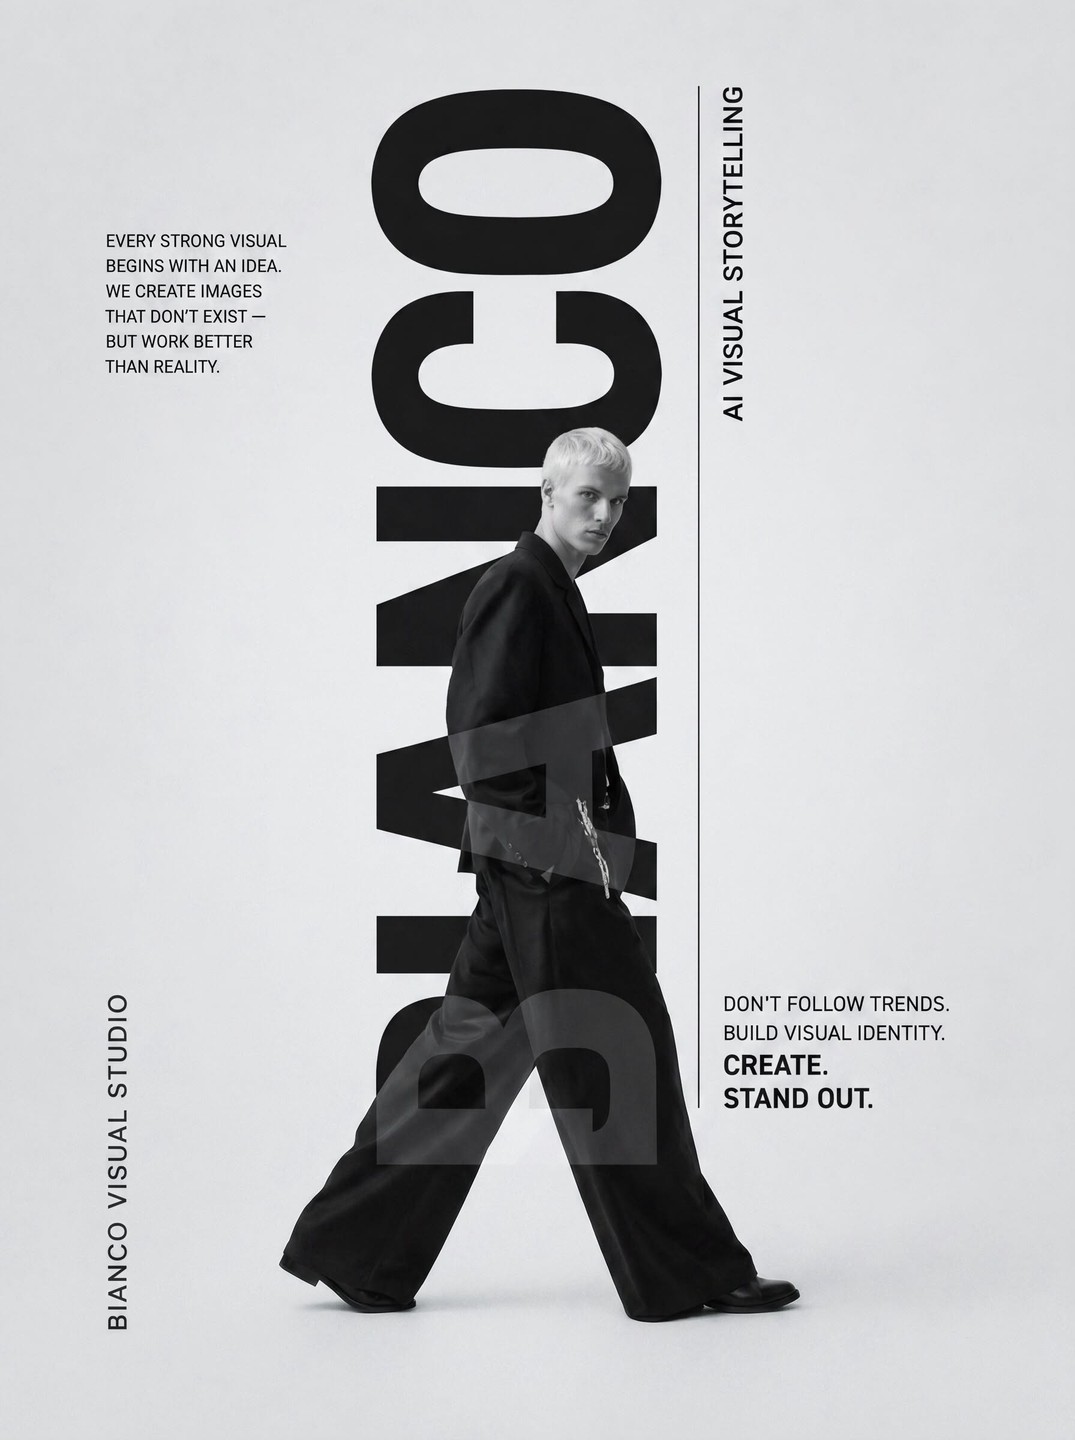 EVERY STRONG VISUAL
BEGINS WITH AN IDEA.
WE CREATE IMAGES
THAT DON'T EXIST —
BUT WORK BETTER
THAN REALITY.
BIANCO
AI VISUAL STORYTELLING
DON'T FOLLOW TRENDS.
BUILD VISUAL IDENTITY.
CREATE.
STAND OUT.
BIANCO VISUAL STUDIO